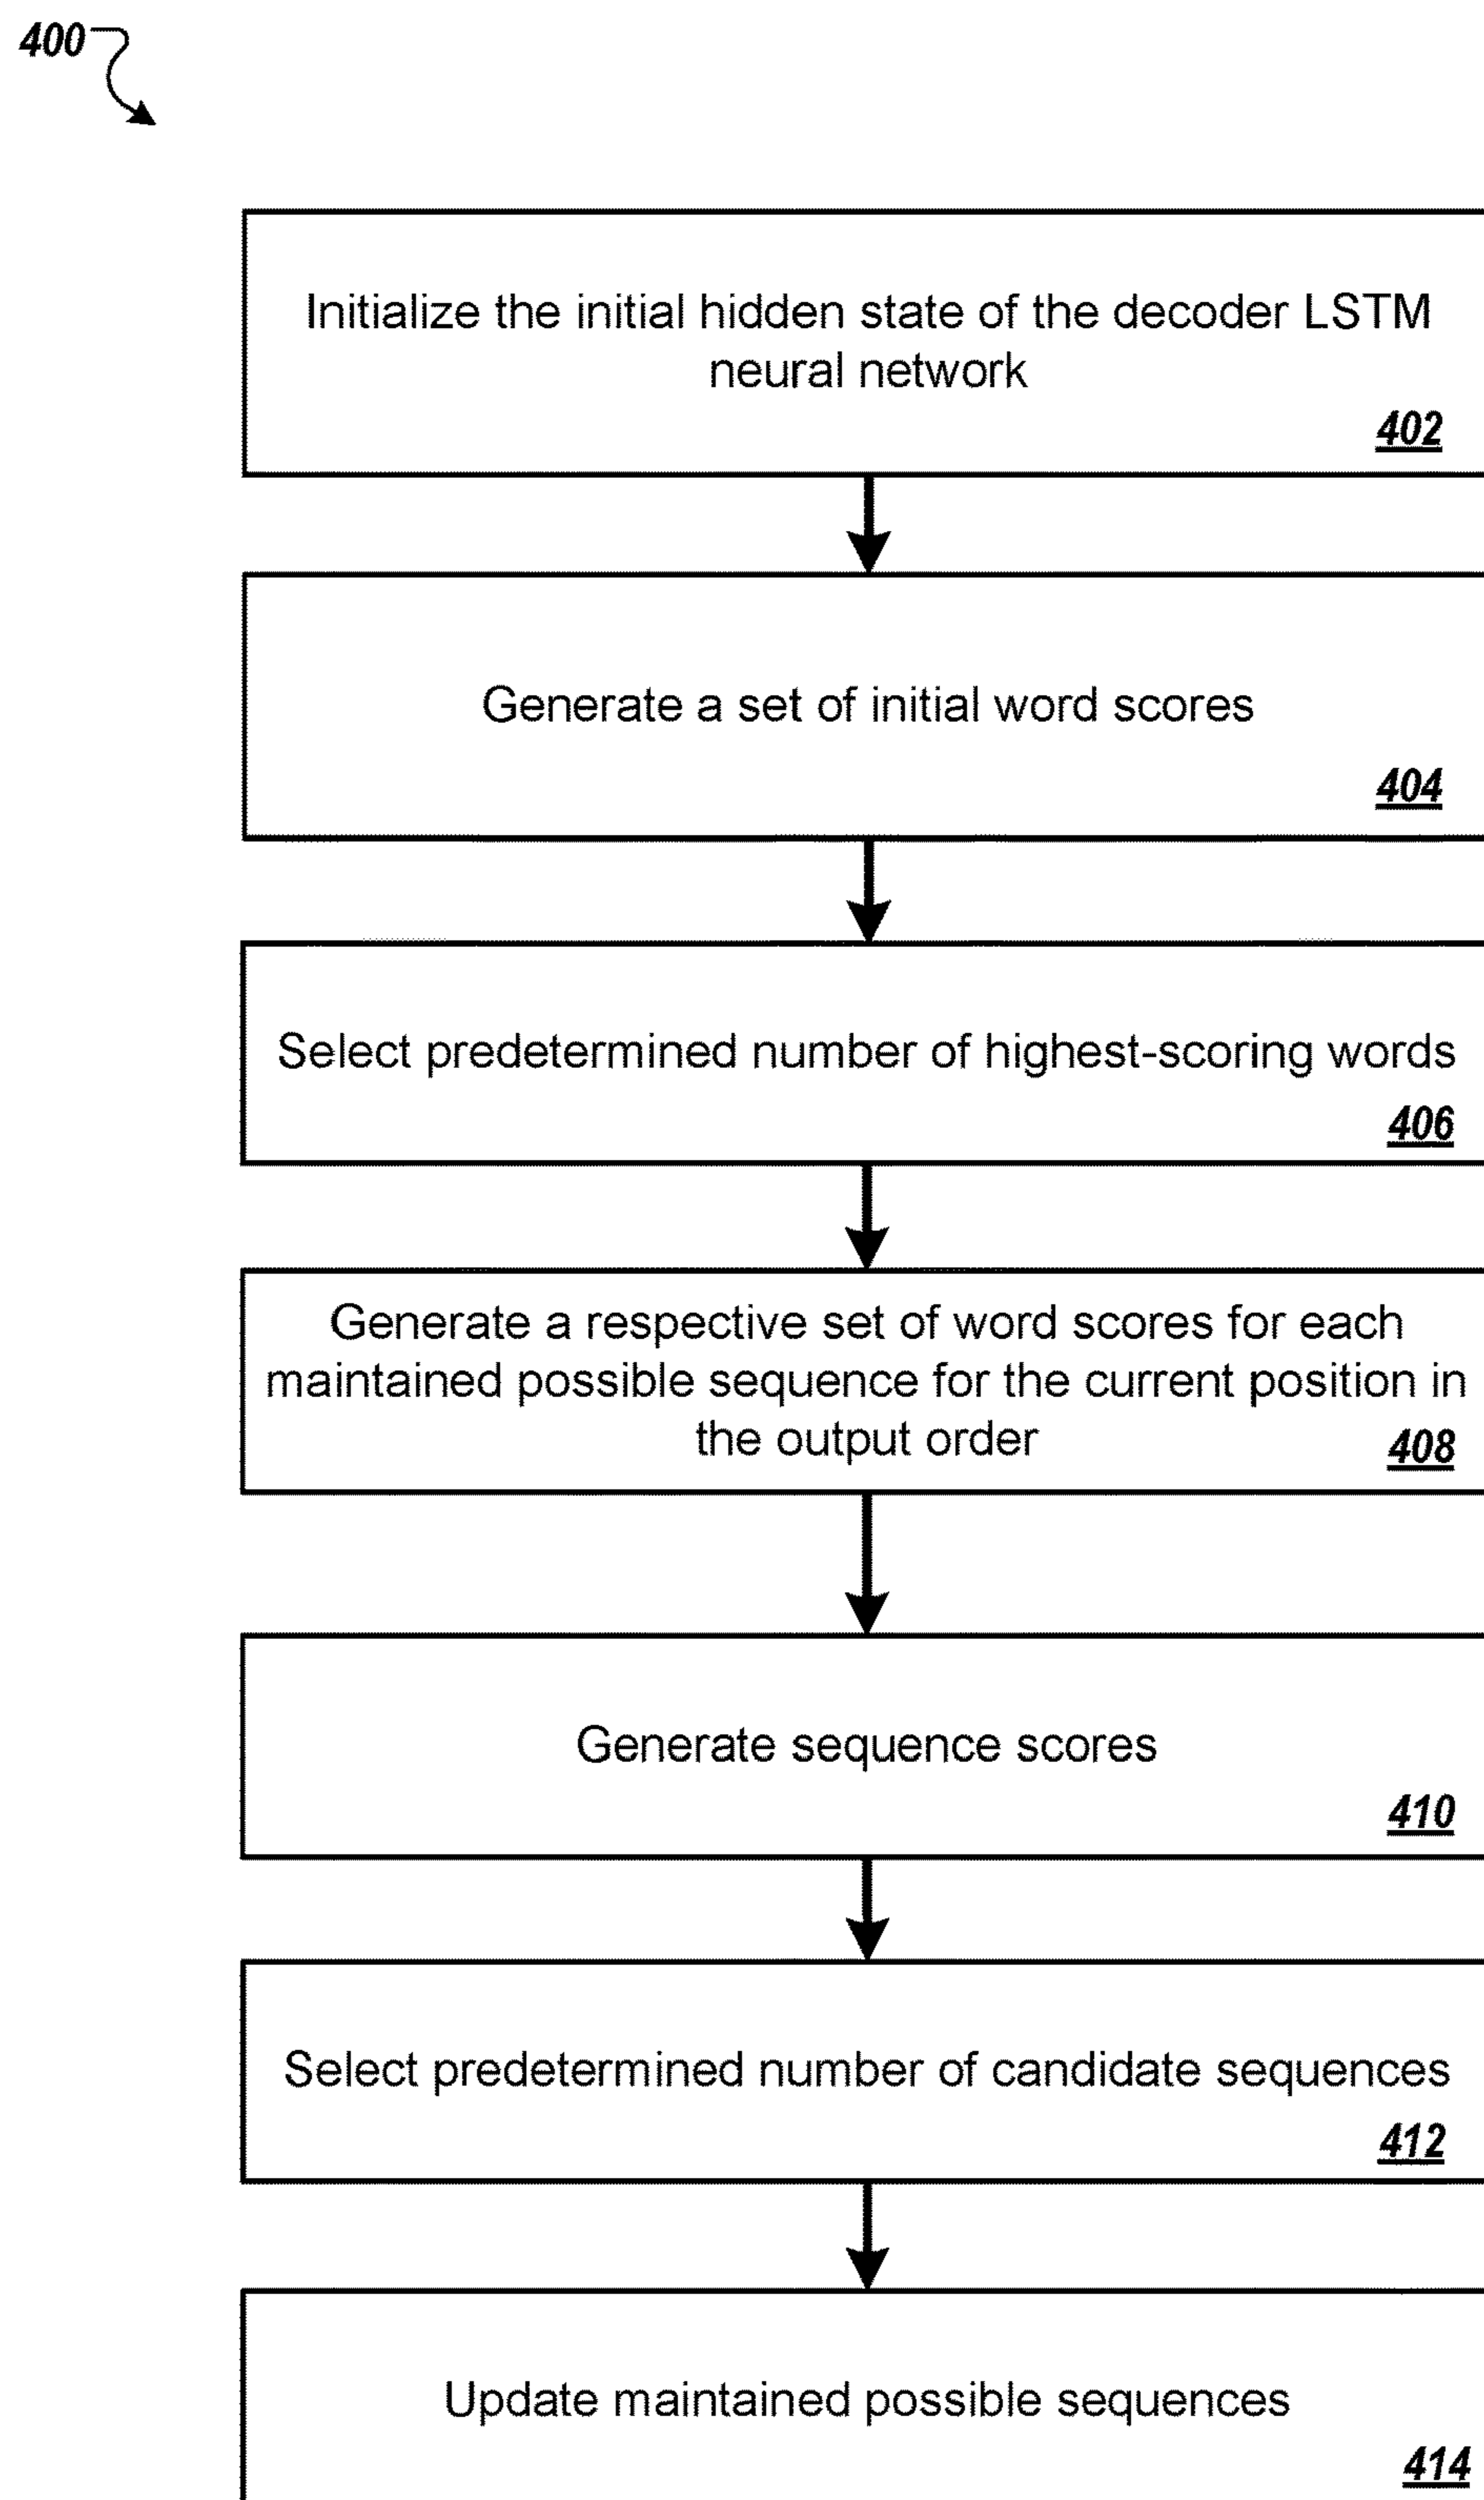 400
Initialize the initial hidden state of the decoder LSTM
neural network
402
Generate a set of initial word scores
404
Select predetermined number of highest-scoring words
406
Generate a respective set of word scores for each
maintained possible sequence for the current position in
the output order
408
Generate sequence scores
410
Select predetermined number of candidate sequences
412
Update maintained possible sequences
414